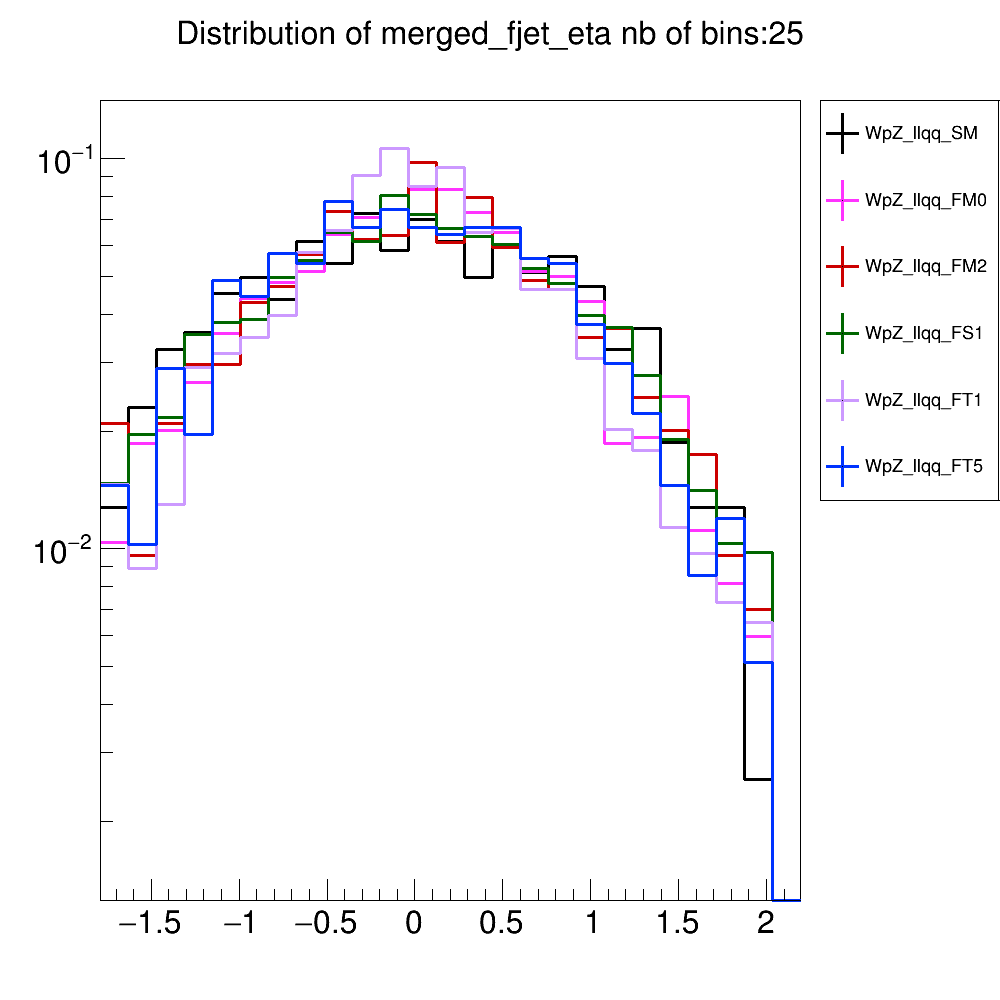 Distribution of merged_fjet_eta nb of bins:25
10−1
10−2
−1.5 −1 −0.5 0 0.5 1 1.5 2
WpZ_llqq_SM
WpZ_llqq_FM0
WpZ_llqq_FM2
WpZ_llqq_FS1
WpZ_llqq_FT1
WpZ_llqq_FT5